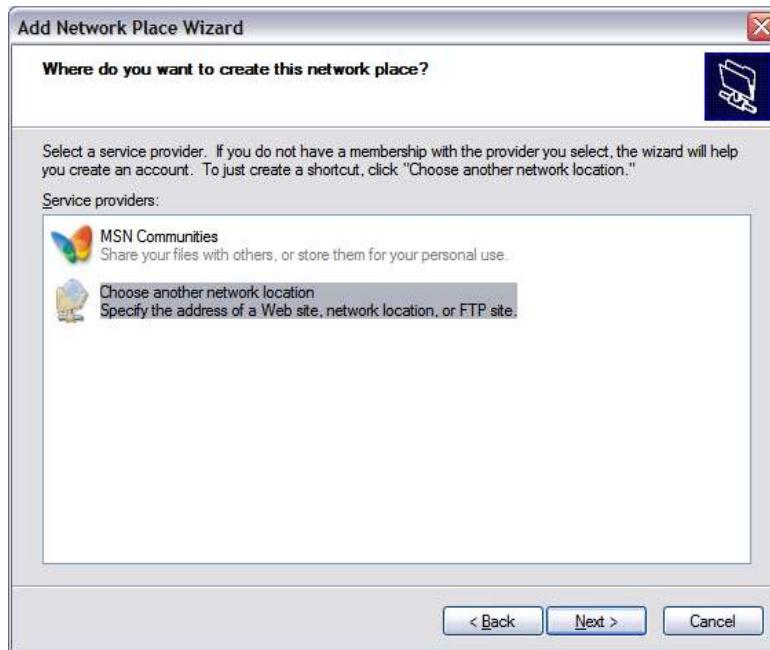 Add Network Place Wizard
Where do you want to create this network place?
Select a service provider. If you do not have a membership with the provider you select, the wizard will help
you create an account. To just create a shortcut, click "Choose another network location."
Service providers:
MSN Communities
Share your files with others, or store them for your personal use.
Choose another network location
Specify the address of a Web site, network location, or FTP site.
< Back Next > Cancel